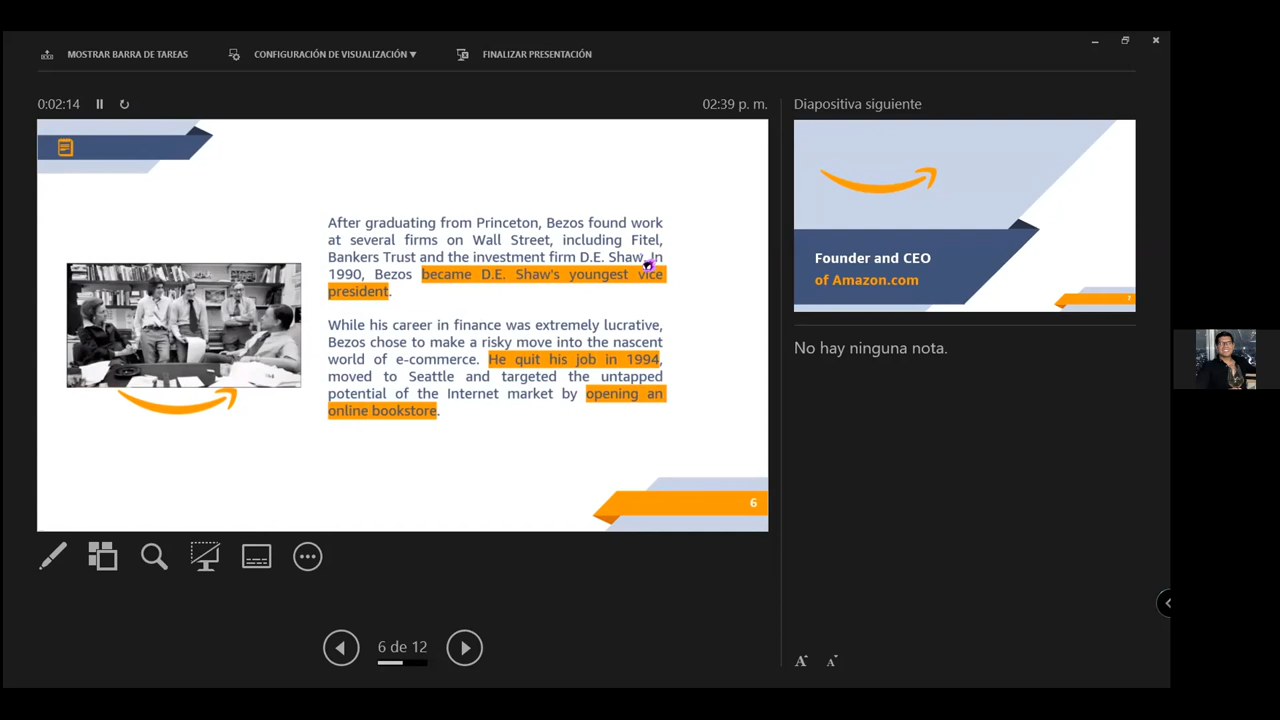 MOSTRAR BARRA DE TAREAS
CONFIGURACIÓN DE VISUALIZACIÓN ▼
FINALIZAR PRESENTACIÓN
0:02:14
02:39 p. m.
After graduating from Princeton, Bezos found work
at several firms on Wall Street, including Fitel,
Bankers Trust and the investment firm D.E. Shaw. In
1990, Bezos became D.E. Shaw's youngest vice
president.
While his career in finance was extremely lucrative,
Bezos chose to make a risky move into the nascent
world of e-commerce. He quit his job in 1994,
moved to Seattle and targeted the untapped
potential of the Internet market by opening an
online bookstore.
6
6 de 12
Diapositiva siguiente
Founder and CEO
of Amazon.com
7
No hay ninguna nota.
A A